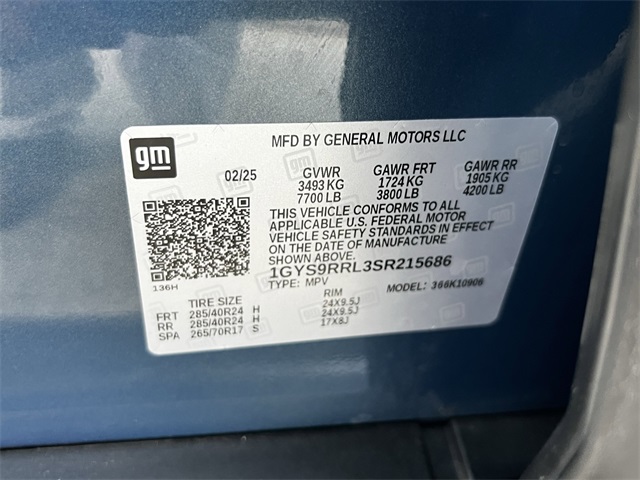 gm
MFD BY GENERAL MOTORS LLC
02/25 GVWR GAWR FRT GAWR RR
3493 KG 1724 KG 1905 KG
7700 LB 3800 LB 4200 LB
THIS VEHICLE CONFORMS TO ALL
APPLICABLE U.S. FEDERAL MOTOR
VEHICLE SAFETY STANDARDS IN EFFECT
ON THE DATE OF MANUFACTURE
SHOWN ABOVE.
1GYS9RRL3SR215686
136H
TYPE: MPV MODEL: 366K10906
TIRE SIZE RIM
FRT 285/40R24 H 24X9.5J
RR 285/40R24 H 24X9.5J
SPA 265/70R17 S 17X8J